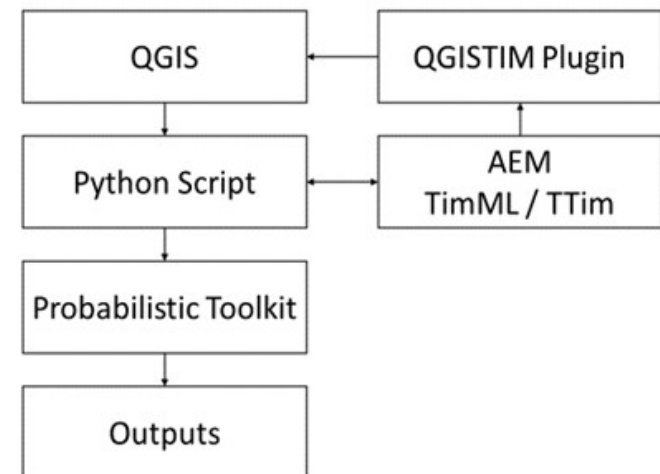 QGIS
QGISTIM Plugin
Python Script
AEM
TimML / TTim
Probabilistic Toolkit
Outputs